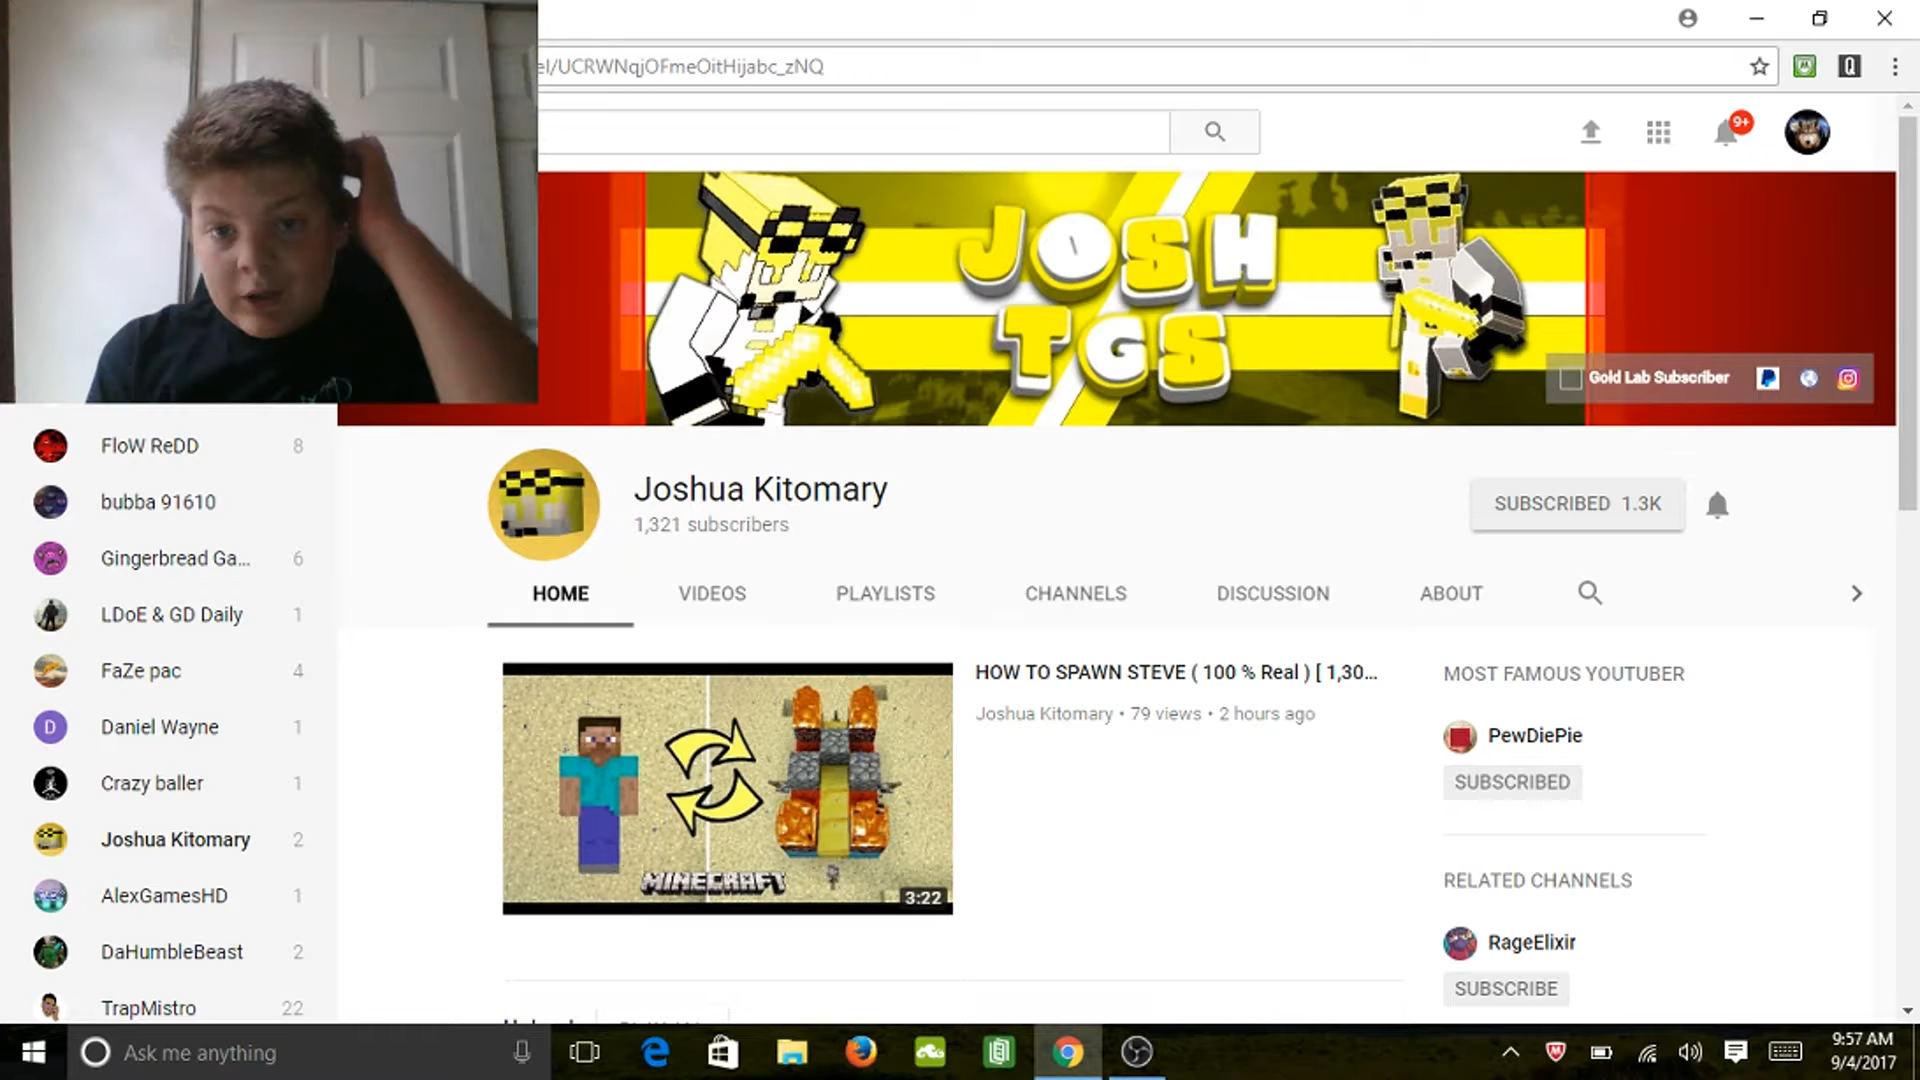 el/UCRWNqjOFmeOitHijabc_zNQ
9+
JOSH
TGS
Gold Lab Subscriber
FloW ReDD 8
bubba 91610
Gingerbread Ga... 6
LDoE & GD Daily 1
FaZe pac 4
D Daniel Wayne 1
Crazy baller 1
Joshua Kitomary 2
AlexGamesHD 1
DaHumbleBeast 2
TrapMistro 22
Joshua Kitomary
1,321 subscribers
SUBSCRIBED 1.3K
HOME VIDEOS PLAYLISTS CHANNELS DISCUSSION ABOUT
MINECRAFT
3:22
HOW TO SPAWN STEVE ( 100 % Real ) [ 1,30...
Joshua Kitomary • 79 views • 2 hours ago
MOST FAMOUS YOUTUBER
PewDiePie
SUBSCRIBED
RELATED CHANNELS
RageElixir
SUBSCRIBE
Ask me anything
9:57 AM
9/4/2017